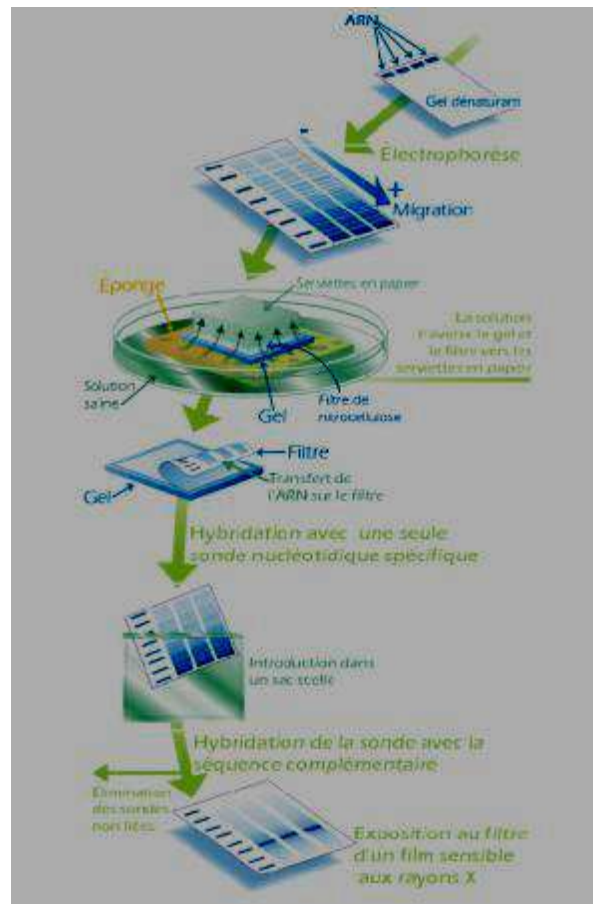 ARN
Gel dénaturant
Électrophorèse
-
+
Migration
Serviettes en papier
Éponge
La solution
traverse le gel et
le filtre vers les
serviettes en papier
Solution
saline
Filtre de
nitrocellulose
Gel
Filtre
Transfert de
l'ARN sur le filtre
Gel
Hybridation avec une seule
sonde nucléotidique spécifique
Introduction dans
un sac scellé
Hybridation de la sonde avec la
séquence complémentaire
Élimination
des sondes
non liées
Exposition au filtre
d'un film sensible
aux rayons X